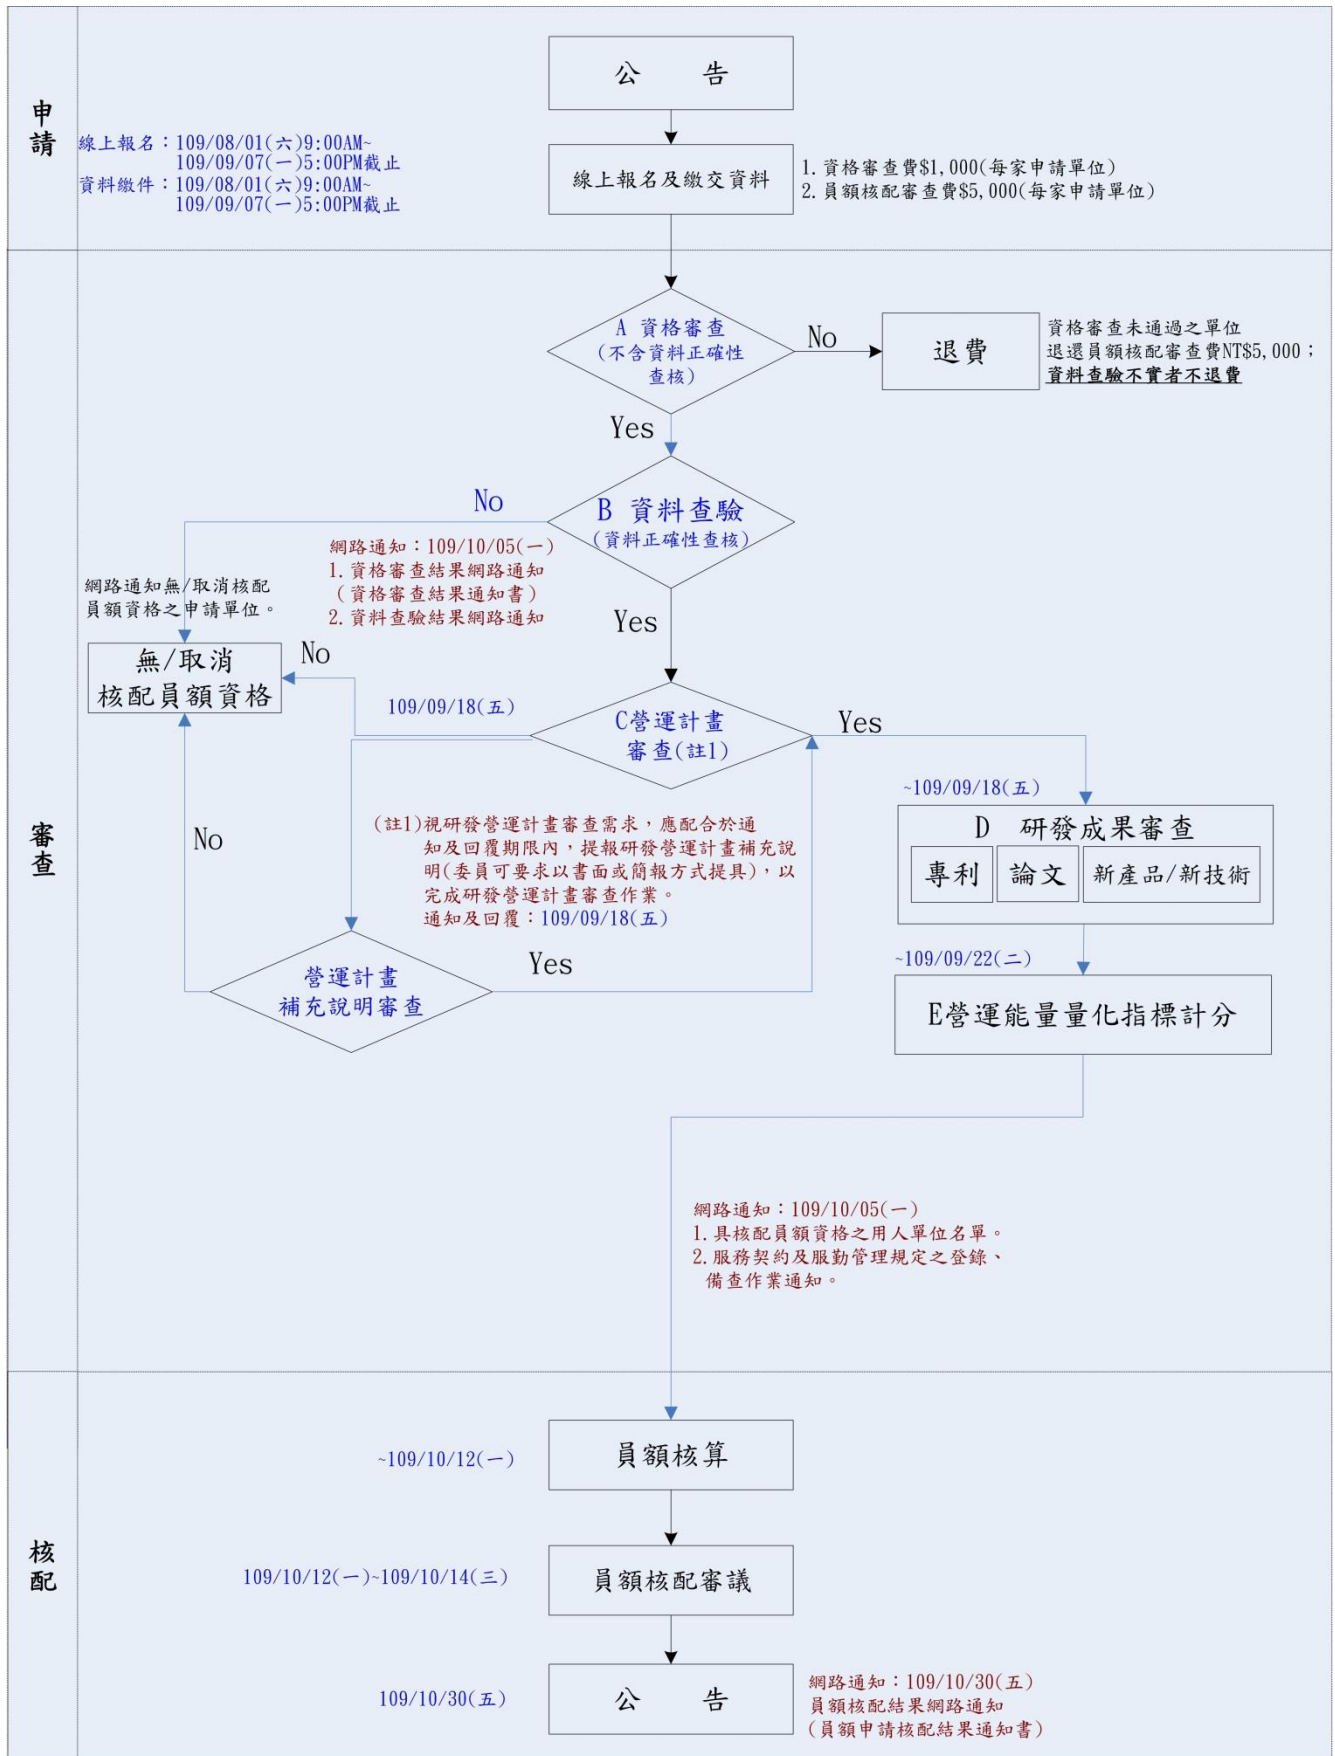 申請
公 告
線上報名：109/08/01(六)9:00AM~
109/09/07(一)5:00PM截止
資料繳件：109/08/01(六)9:00AM~
109/09/07(一)5:00PM截止
線上報名及繳交資料
1.資格審查費$1,000(每家申請單位)
2.員額核配審查費$5,000(每家申請單位)
審查
A 資格審查
(不含資料正確性
查核)
No
退費
資格審查未通過之單位
退還員額核配審查費NT$5,000；
資料查驗不實者不退費
Yes
B 資料查驗
(資料正確性查核)
No
網路通知：109/10/05(一)
1.資格審查結果網路通知
(資格審查結果通知書)
2.資料查驗結果網路通知
網路通知無/取消核配
員額資格之申請單位。
Yes
無/取消
核配員額資格
No
109/09/18(五)
C營運計畫
審查(註1)
Yes
~109/09/18(五)
D 研發成果審查
專利
論文
新產品/新技術
(註1)視研發營運計畫審查需求，應配合於通
知及回覆期限內，提報研發營運計畫補充說
明(委員可要求以書面或簡報方式提具)，以
完成研發營運計畫審查作業。
通知及回覆：109/09/18(五)
No
營運計畫
補充說明審查
Yes
~109/09/22(二)
E營運能量量化指標計分
網路通知：109/10/05(一)
1.具核配員額資格之用人單位名單。
2.服務契約及服勤管理規定之登錄、
備查作業通知。
核配
~109/10/12(一)
員額核算
109/10/12(一)~109/10/14(三)
員額核配審議
109/10/30(五)
公 告
網路通知：109/10/30(五)
員額核配結果網路通知
(員額申請核配結果通知書)